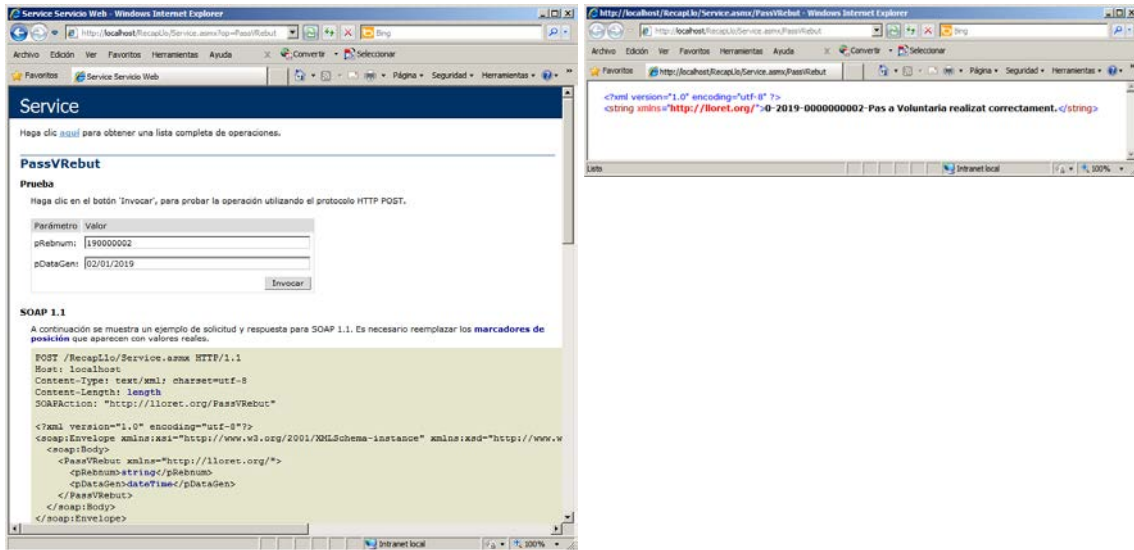 Service Servicio Web - Windows Internet Explorer
http://localhost/RecapLlo/Service.asmx?op=PassVRebut
Bing
Archivo Edición Ver Favoritos Herramientas Ayuda
Convertir
Seleccionar
Favoritos
Service Servicio Web
Página
Seguridad
Herramientas
Service
Haga clic aquí para obtener una lista completa de operaciones.
PassVRebut
Prueba
Haga clic en el botón 'Invocar', para probar la operación utilizando el protocolo HTTP POST.
Parámetro Valor
pRebnum: 190000002
pDataGen: 02/01/2019
Invocar
SOAP 1.1
A continuación se muestra un ejemplo de solicitud y respuesta para SOAP 1.1. Es necesario reemplazar los marcadores de
posición que aparecen con valores reales.
POST /RecapLlo/Service.asmx HTTP/1.1
Host: localhost
Content-Type: text/xml; charset=utf-8
Content-Length: length
SOAPAction: "http://lloret.org/PassVRebut"
<?xml version="1.0" encoding="utf-8"?>
<soap:Envelope xmlns:xsi="http://www.w3.org/2001/XMLSchema-instance" xmlns:xsd="http://www.w
<soap:Body>
<PassVRebut xmlns="http://lloret.org/">
<pRebnum>string</pRebnum>
<pDataGen>dateTime</pDataGen>
</PassVRebut>
</soap:Body>
</soap:Envelope>
Intranet local
100%
http://localhost/RecapLlo/Service.asmx/PassVRebut - Windows Internet Explorer
http://localhost/RecapLlo/Service.asmx/PassVRebut
Bing
Archivo Edición Ver Favoritos Herramientas Ayuda
Convertir
Seleccionar
Favoritos
http://localhost/RecapLlo/Service.asmx/PassVRebut
Página
Seguridad
Herramientas
<?xml version="1.0" encoding="utf-8" ?>
<string xmlns="http://lloret.org/">0-2019-0000000002-Pas a Voluntaria realizat correctament.</string>
Listo
Intranet local
100%